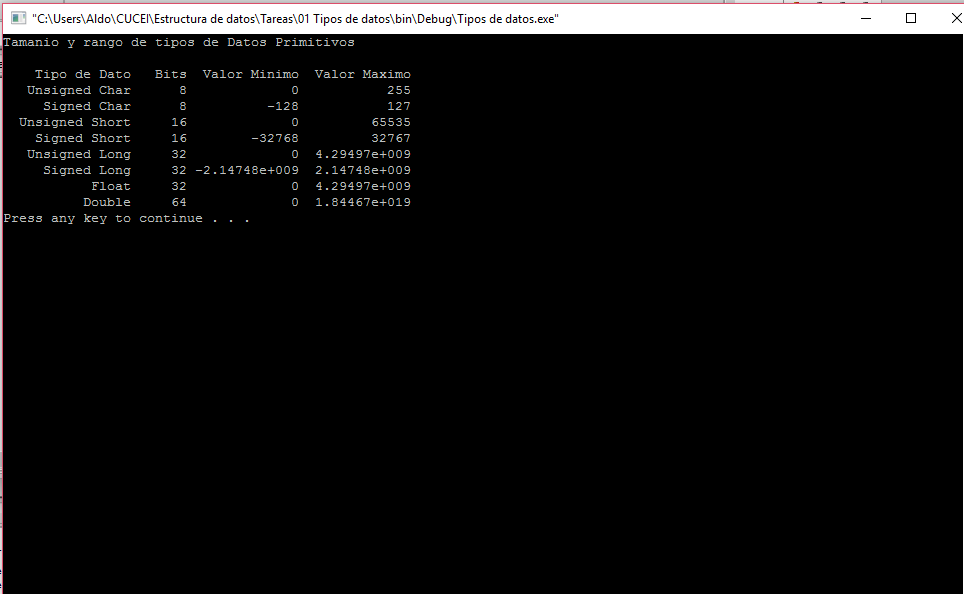 "C:\Users\Aldo\CUCEI\Estructura de datos\Tareas\01 Tipos de datos\bin\Debug\Tipos de datos.exe"
Tamanio y rango de tipos de Datos Primitivos
Tipo de Dato Bits Valor Minimo Valor Maximo
Unsigned Char 8 0 255
Signed Char 8 -128 127
Unsigned Short 16 0 65535
Signed Short 16 -32768 32767
Unsigned Long 32 0 4.29497e+009
Signed Long 32 -2.14748e+009 2.14748e+009
Float 32 0 4.29497e+009
Double 64 0 1.84467e+019
Press any key to continue . . .